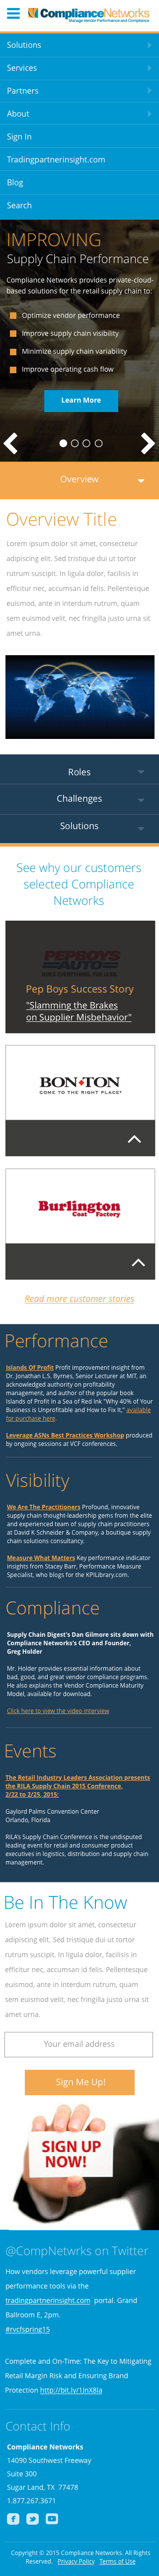 ComplianceNetworks
Manage Vendor Performance and Compliance
Solutions
Services
Partners
About
Sign In
Tradingpartnerinsight.com
Blog
Search
IMPROVING
Supply Chain Performance
Compliance Networks provides private-cloud-
based solutions for the retail supply chain to:
Optimize vendor performance
Improve supply chain visibility
Minimize supply chain variability
Improve operating cash flow
Learn More
Overview
Overview Title
Lorem ipsum dolor sit amet, consectetur
adipiscing elit. Sed tristique dui ut tortor
rutrum suscipit. In ligula dolor, facilisis in
efficitur nec, accumsan id felis. Pellentesque
euismod, ante in interdum rutrum, quam
sem euismod velit, nec fringilla justo urna sit
amet urna.
Roles
Challenges
Solutions
See why our customers
selected Compliance
Networks
PEPBOYS
AUTO
DOES EVERYTHING. FOR LESS
Pep Boys Success Story
"Slamming the Brakes
on Supplier Misbehavior"
BON·TON
COME TO THE RIGHT PLACE®
Burlington
Coat Factory
Read more customer stories
Performance
Islands Of Profit Profit improvement insight from
Dr. Jonathan L.S. Byrnes, Senior Lecturer at MIT, an
acknowledged authority on profitability
management, and author of the popular book
Islands of Profit in a Sea of Red Ink "Why 40% of Your
Business is Unprofitable and How to Fix It," available
for purchase here.
Leverage ASNs Best Practices Workshop produced
by ongoing sessions at VCF conferences.
Visibility
We Are The Practitioners Profound, innovative
supply chain thought-leadership gems from the elite
and experienced team of supply chain practitioners
at David K Schneider & Company, a boutique supply
chain solutions consultancy.
Measure What Matters Key performance indicator
insights from Stacey Barr, Performance Measure
Specialist, who blogs for the KPILibrary.com.
Compliance
Supply Chain Digest's Dan Gilmore sits down with
Compliance Networks's CEO and Founder,
Greg Holder
Mr. Holder provides essential information about
bad, good, and great vendor compliance programs.
He also explains the Vendor Compliance Maturity
Model, available for download.
Click here to view the video interview
Events
The Retail Industry Leaders Association presents
the RILA Supply Chain 2015 Conference,
2/22 to 2/25, 2015:
Gaylord Palms Convention Center
Orlando, Florida
RILA's Supply Chain Conference is the undisputed
leading event for retail and consumer product
executives in logistics, distribution and supply chain
management.
Be In The Know
Lorem ipsum dolor sit amet, consectetur
adipiscing elit. Sed tristique dui ut tortor
rutrum suscipit. In ligula dolor, facilisis in
efficitur nec, accumsan id felis. Pellentesque
euismod, ante in interdum rutrum, quam
sem euismod velit, nec fringilla justo urna sit
amet urna.
Your email address
Sign Me Up!
SIGN UP
NOW!
@CompNetwrks on Twitter
How vendors leverage powerful supplier
performance tools via the
tradingpartnerinsight.com portal. Grand
Ballroom E, 2pm.
#rvcfspring15
Complete and On-Time: The Key to Mitigating
Retail Margin Risk and Ensuring Brand
Protection http://bit.ly/1InX8la
Contact Info
Compliance Networks
14090 Southwest Freeway
Suite 300
Sugar Land, TX 77478
1.877.267.3671
Copyright © 2015 Compliance Networks. All Rights
Reserved. Privacy Policy Terms of Use